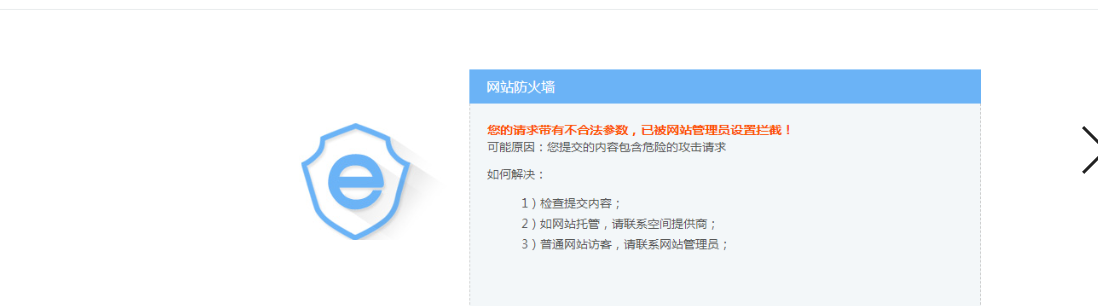 网站防火墙
您的请求带有不合法参数，已被网站管理员设置拦截！
可能原因：您提交的内容包含危险的攻击请求
如何解决：
1）检查提交内容；
2）如网站托管，请联系空间提供商；
3）普通网站访客，请联系网站管理员；